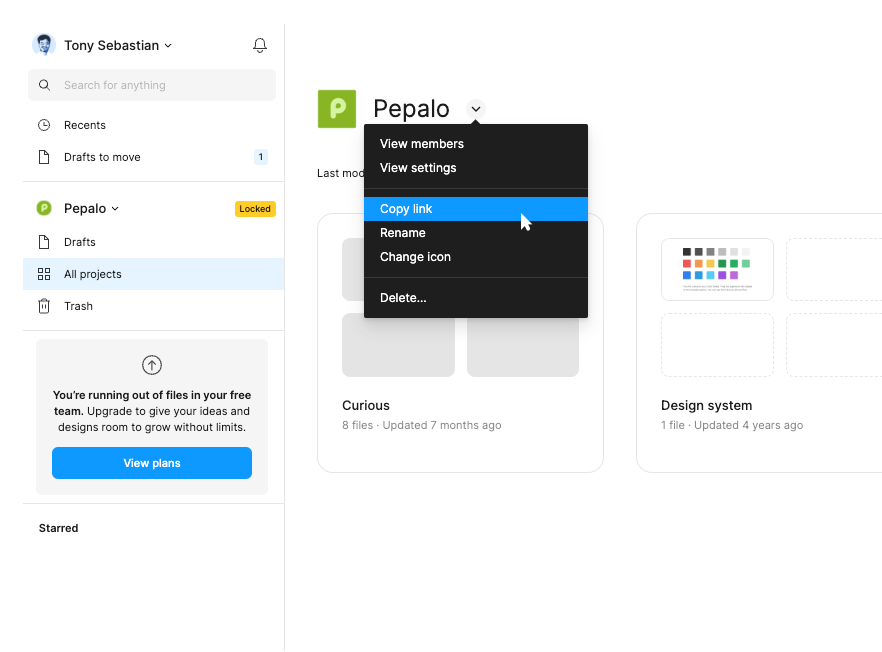 Tony Sebastian
Search for anything
Recents
Drafts to move
1
Pepalo
Locked
Drafts
All projects
Trash
You're running out of files in your free
team. Upgrade to give your ideas and
designs room to grow without limits.
View plans
Starred
P
Pepalo
Last mod
View members
View settings
Copy link
Rename
Change icon
Delete...
Curious
8 files · Updated 7 months ago
Design system
1 file · Updated 4 years ago